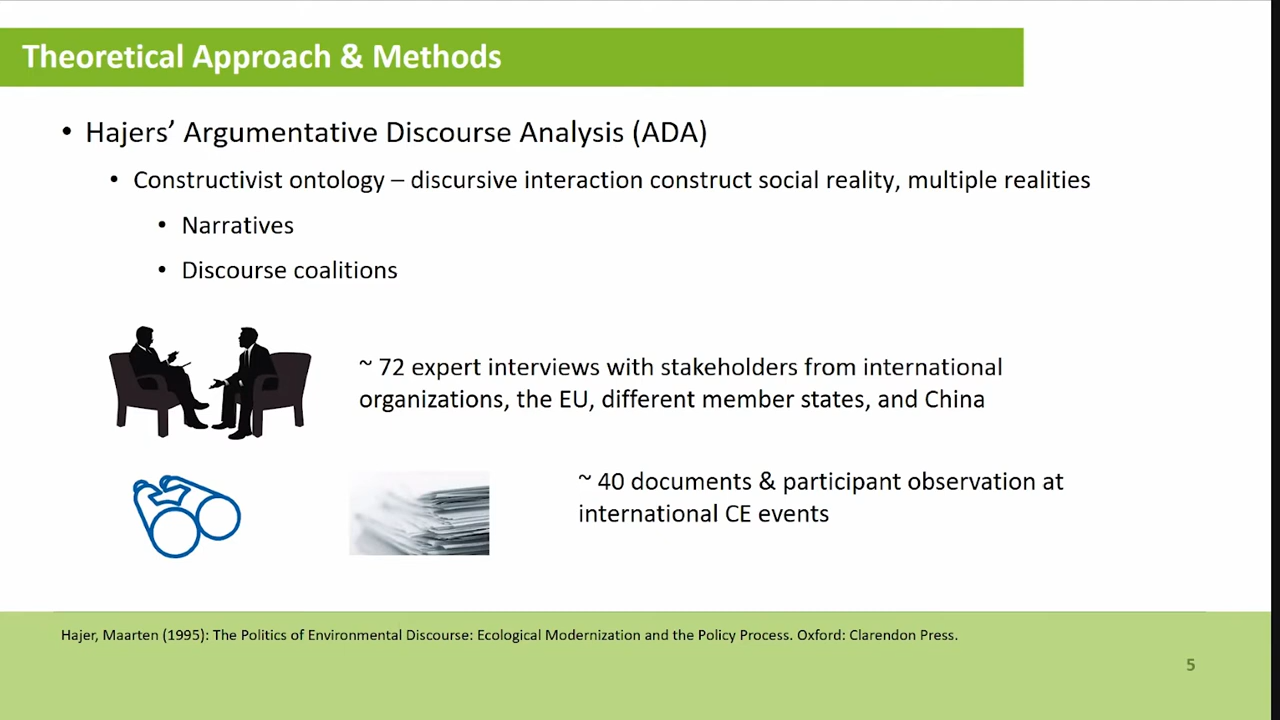 Theoretical Approach & Methods
• Hajers’ Argumentative Discourse Analysis (ADA)
• Constructivist ontology – discursive interaction construct social reality, multiple realities
• Narratives
• Discourse coalitions
~ 72 expert interviews with stakeholders from international
organizations, the EU, different member states, and China
~ 40 documents & participant observation at
international CE events
Hajer, Maarten (1995): The Politics of Environmental Discourse: Ecological Modernization and the Policy Process. Oxford: Clarendon Press.
5